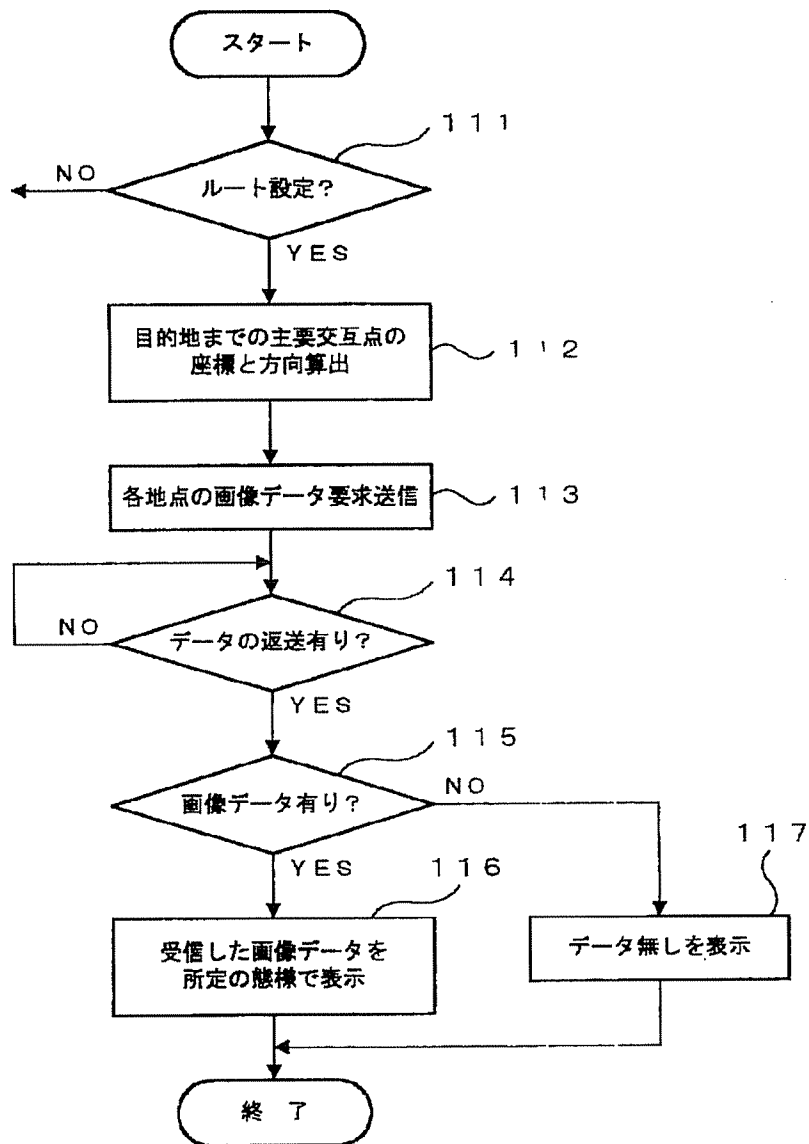 スタート
111
NO
ルート設定？
YES
目的地までの主要交互点の
座標と方向算出
112
各地点の画像データ要求送信
113
114
NO
データの返送有り？
YES
115
画像データ有り？
NO
YES
116
117
受信した画像データを
所定の態様で表示
データ無しを表示
終 了